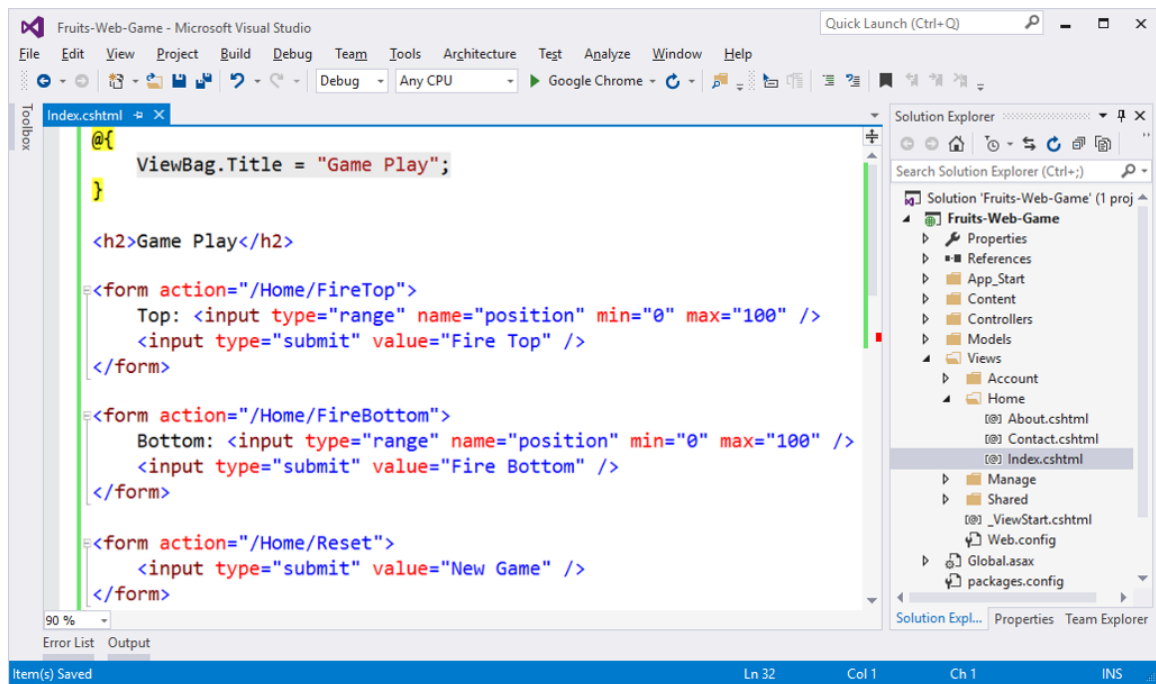 Fruits-Web-Game - Microsoft Visual Studio
Quick Launch (Ctrl+Q)
File Edit View Project Build Debug Team Tools Architecture Test Analyze Window Help
Debug Any CPU Google Chrome
Toolbox
Index.cshtml
@{
ViewBag.Title = "Game Play";
}
<h2>Game Play</h2>
<form action="/Home/FireTop">
Top: <input type="range" name="position" min="0" max="100" />
<input type="submit" value="Fire Top" />
</form>
<form action="/Home/FireBottom">
Bottom: <input type="range" name="position" min="0" max="100" />
<input type="submit" value="Fire Bottom" />
</form>
<form action="/Home/Reset">
<input type="submit" value="New Game" />
</form>
90 %
Solution Explorer
Search Solution Explorer (Ctrl+;)
Solution 'Fruits-Web-Game' (1 proj
Fruits-Web-Game
Properties
References
App_Start
Content
Controllers
Models
Views
Account
Home
[@] About.cshtml
[@] Contact.cshtml
[@] Index.cshtml
Manage
Shared
[@] _ViewStart.cshtml
Web.config
Global.asax
packages.config
Solution Expl... Properties Team Explorer
Error List Output
Item(s) Saved Ln 32 Col 1 Ch 1 INS